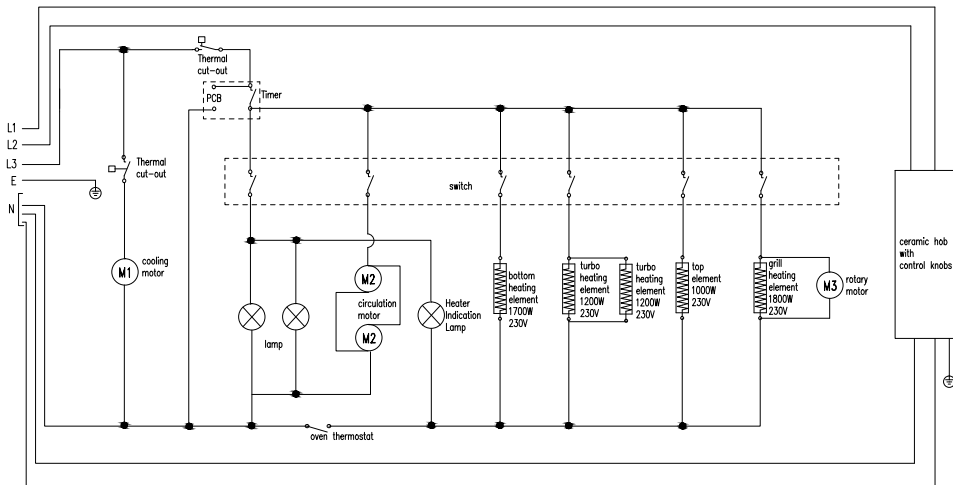 Thermal
cut-out
PCB
Timer
L1
L2
L3
E
N
Thermal
cut-out
switch
M1
cooling
motor
lamp
M2
circulation
motor
M2
Heater
Indication
Lamp
oven thermostat
bottom
heating
element
1700W
230V
turbo
heating
element
1200W
230V
turbo
heating
element
1200W
230V
top
element
1000W
230V
grill
heating
element
1800W
230V
M3
rotary
motor
ceramic hob
with
control knobs